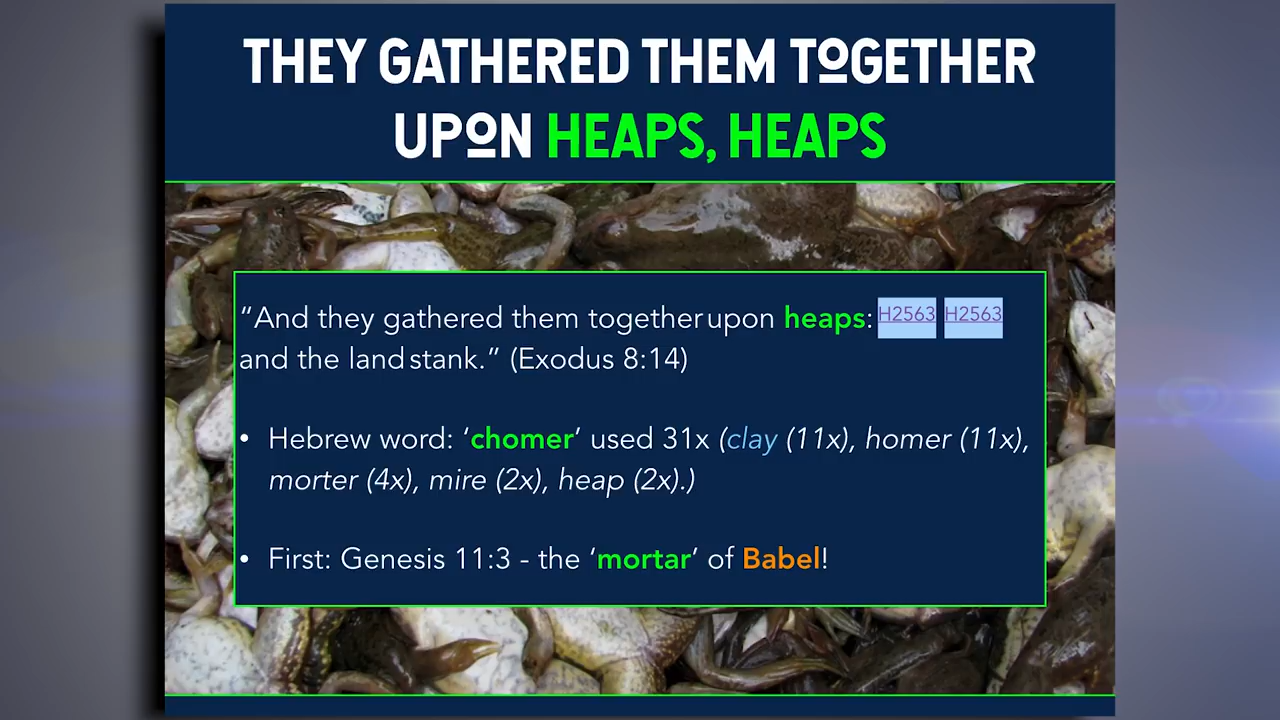 THEY GATHERED THEM TOGETHER
UPON HEAPS, HEAPS
“And they gathered them together upon heaps: H2563 H2563
and the land stank.” (Exodus 8:14)
• Hebrew word: ‘chomer’ used 31x (clay (11x), homer (11x),
morter (4x), mire (2x), heap (2x).)
• First: Genesis 11:3 - the ‘mortar’ of Babel!